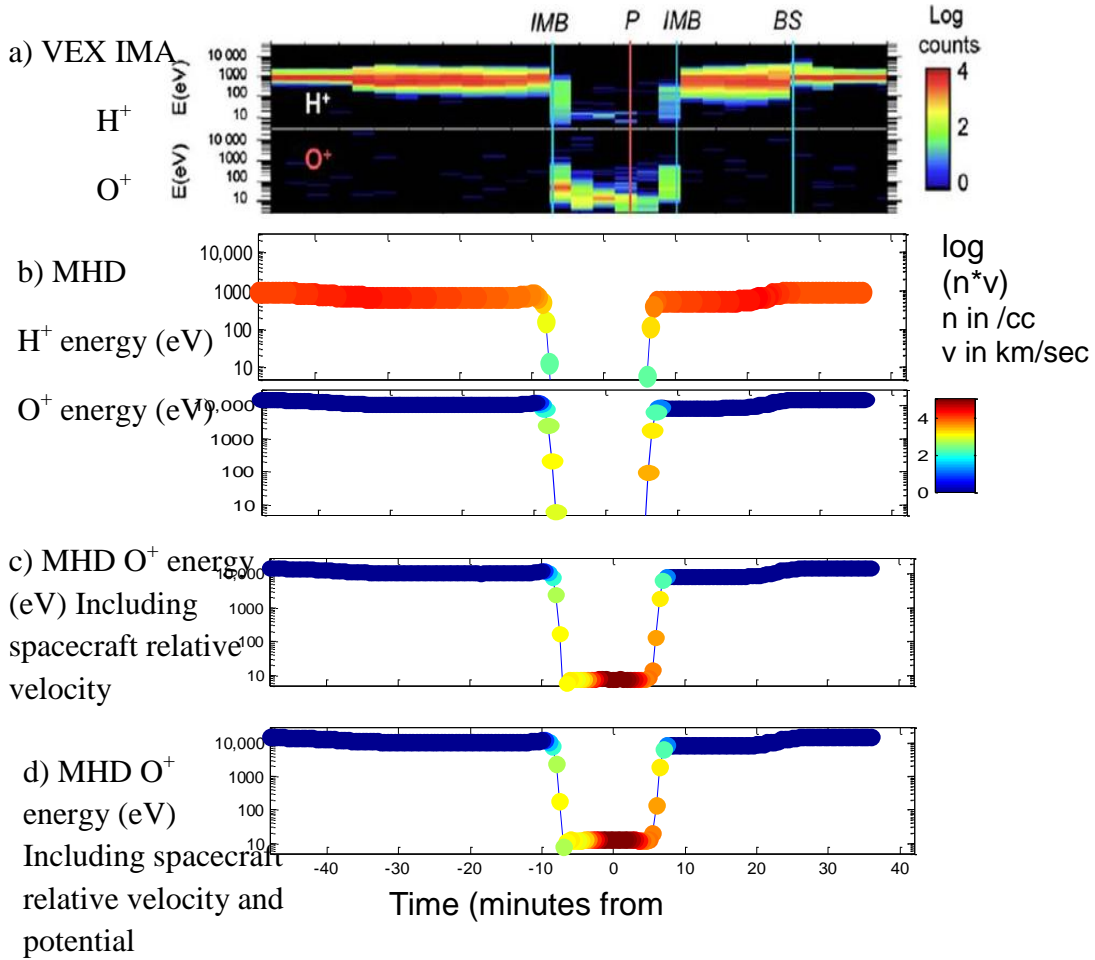 IMB P IMB BS
Log
counts
a) VEX IMA
H+
O+
E(eV)
10 000
1000
100
10
H+
E(eV)
10 000
1000
100
10
O+
4
2
0
b) MHD
H+ energy (eV)
10,000
1000
100
10
log
(n*v)
n in /cc
v in km/sec
O+ energy (eV)
10,000
1000
100
10
4
2
0
c) MHD O+ energy
(eV) Including
spacecraft relative
velocity
10,000
1000
100
10
d) MHD O+
energy (eV)
Including spacecraft
relative velocity and
potential
10,000
1000
100
10
-40 -30 -20 -10 0 10 20 30 40
Time (minutes from